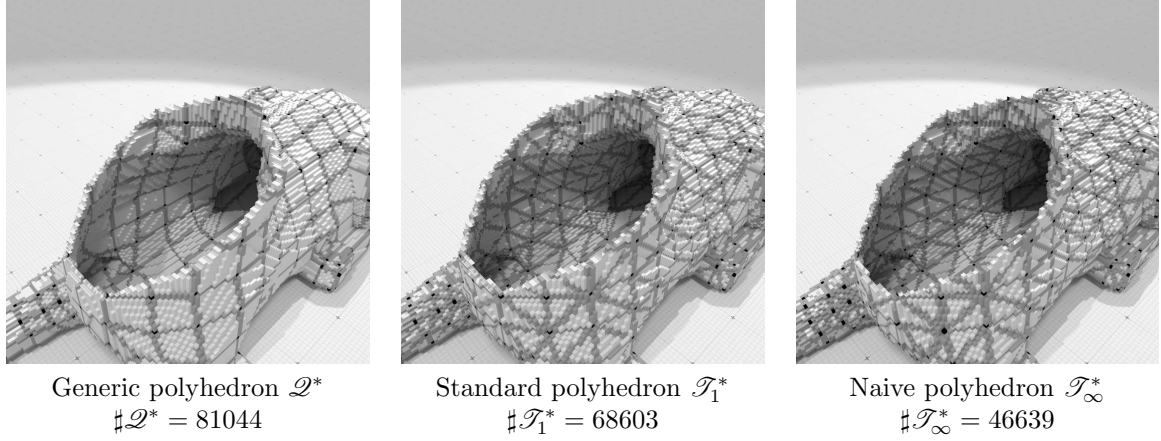 Generic polyhedron 𝒬*
♯𝒬* = 81044
Standard polyhedron 𝒯₁*
♯𝒯₁* = 68603
Naive polyhedron 𝒯∞*
♯𝒯∞* = 46639